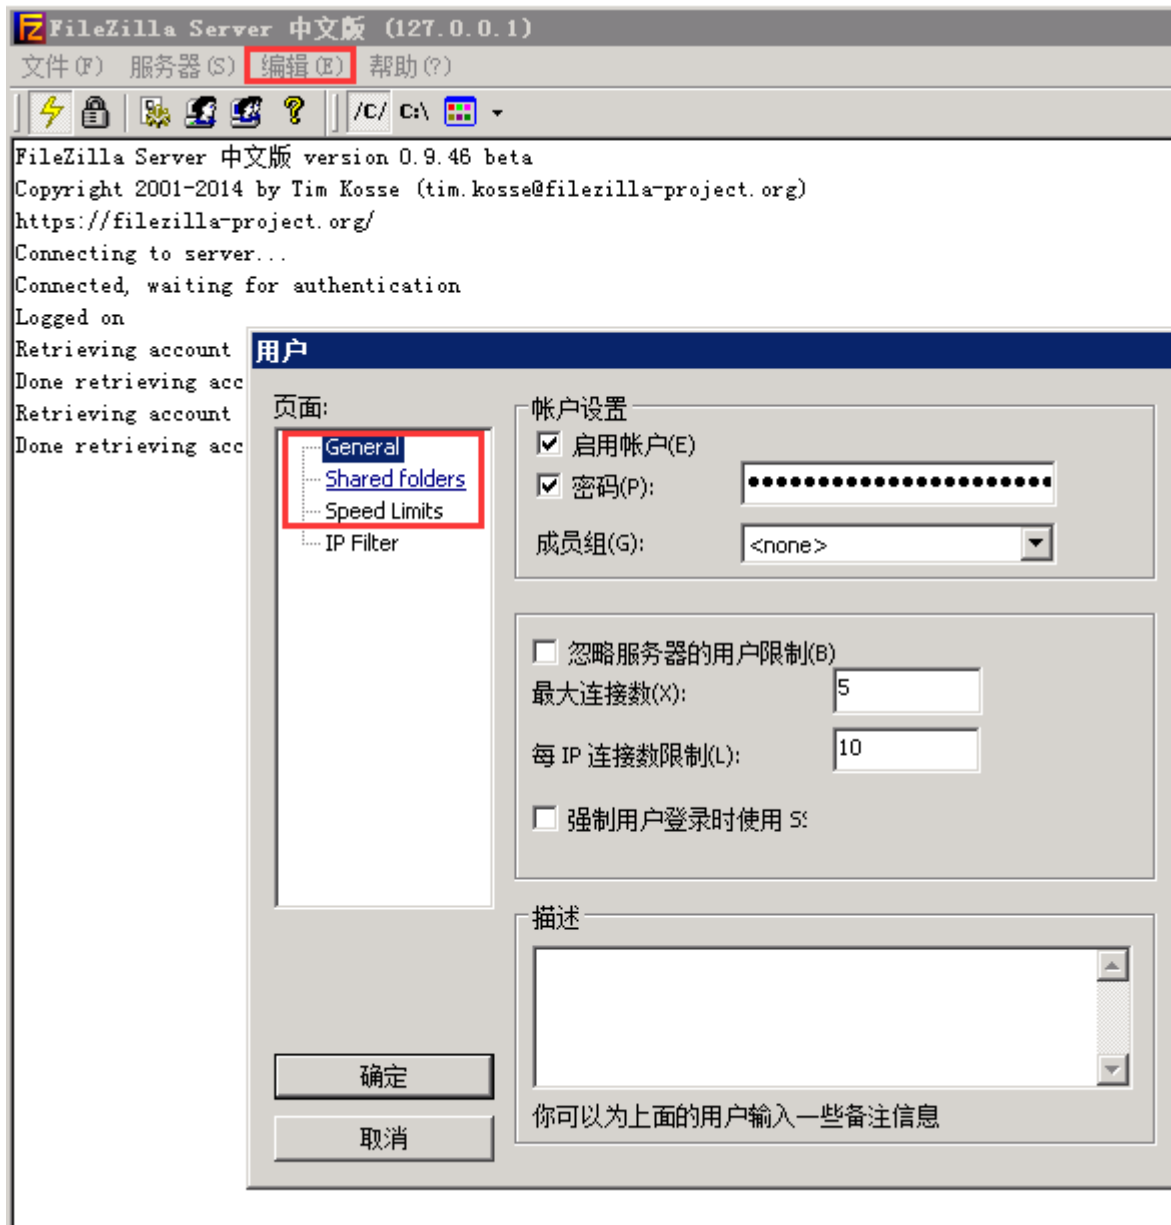 FileZilla Server 中文版 (127.0.0.1)
文件(F) 服务器(S) 编辑(E) 帮助(?)
/C/ C:\
FileZilla Server 中文版 version 0.9.46 beta
Copyright 2001-2014 by Tim Kosse (tim.kosse@filezilla-project.org)
https://filezilla-project.org/
Connecting to server...
Connected, waiting for authentication
Logged on
Retrieving account
Done retrieving acc
Retrieving account
Done retrieving acc
用户
页面:
General
Shared folders
Speed Limits
IP Filter
帐户设置
启用帐户(E)
密码(P):
成员组(G):
<none>
忽略服务器的用户限制(B)
最大连接数(X):
5
每 IP 连接数限制(L):
10
强制用户登录时使用 SS
描述
你可以为上面的用户输入一些备注信息
确定
取消